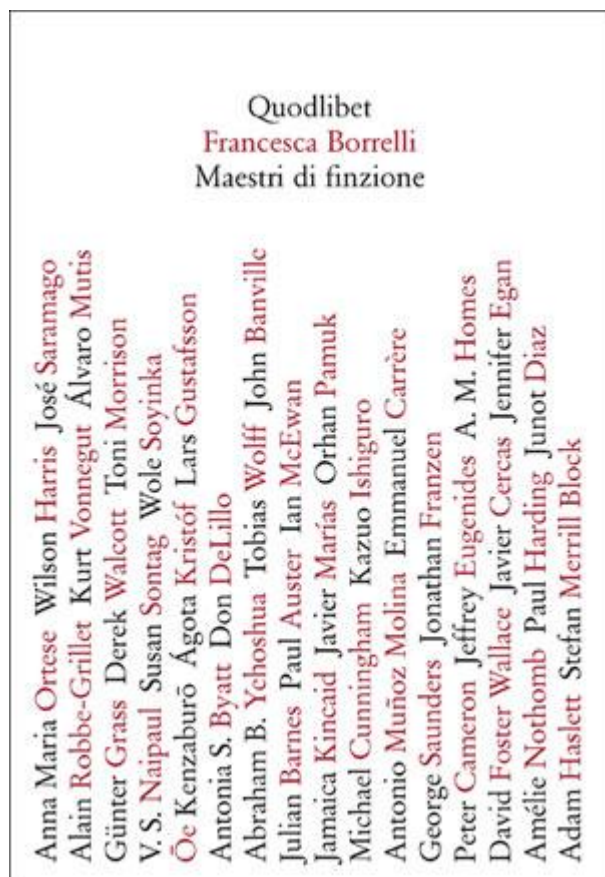 Quodlibet
Francesca Borrelli
Maestri di finzione
Anna Maria Ortese Wilson Harris José Saramago
Alain Robbe-Grillet Kurt Vonnegut Álvaro Mutis
Günter Grass Derek Walcott Toni Morrison
V. S. Naipaul Susan Sontag Wole Soyinka
Ōe Kenzaburō Ágota Kristóf Lars Gustafsson
Antonia S. Byatt Don DeLillo
Abraham B. Yehoshua Tobias Wolff John Banville
Julian Barnes Paul Auster Ian McEwan
Jamaica Kincaid Javier Marías Orhan Pamuk
Michael Cunningham Kazuo Ishiguro
Antonio Muñoz Molina Emmanuel Carrère
George Saunders Jonathan Franzen
Peter Cameron Jeffrey Eugenides A. M. Homes
David Foster Wallace Javier Cercas Jennifer Egan
Amélie Nothomb Paul Harding Junot Diaz
Adam Haslett Stefan Merrill Block